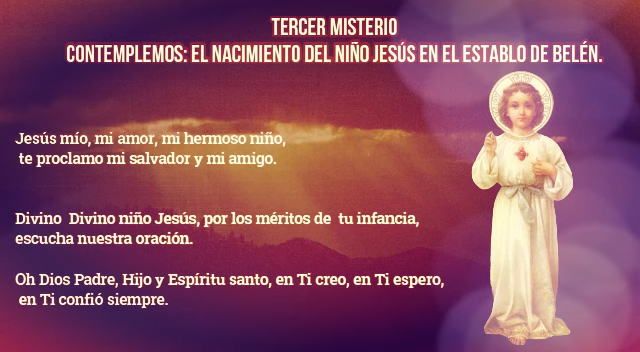 TERCER MISTERIO
CONTEMPLEMOS: EL NACIMIENTO DEL NIÑO JESÚS EN EL ESTABLO DE BELÉN.
Jesús mío, mi amor, mi hermoso niño,
te proclamo mi salvador y mi amigo.
Divino Divino niño Jesús, por los méritos de tu infancia,
escucha nuestra oración.
Oh Dios Padre, Hijo y Espíritu santo, en Ti creo, en Ti espero,
en Ti confió siempre.